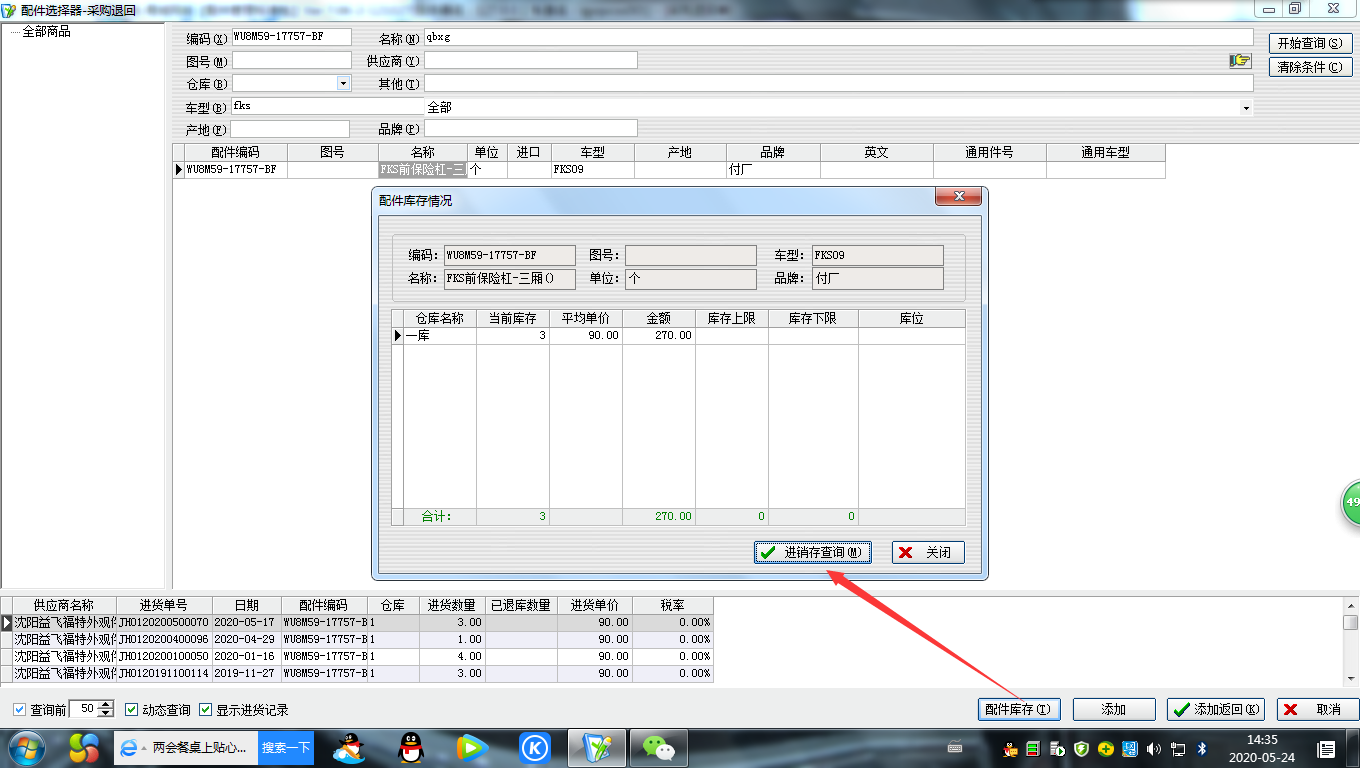 配件选择器-采购退回
全部商品
编码(X) WU8M59-17757-BF 名称(N) qbxg 开始查询(S)
图号(M) 供应商(Y) 清除条件(C)
仓库(B) 其他(T)
车型(B) fks 全部
产地(F) 品牌(P)
配件编码 图号 名称 单位 进口 车型 产地 品牌 英文 通用件号 通用车型
WU8M59-17757-BF FKS前保险杠-三 个 FKS09 付厂
配件库存情况
编码: WU8M59-17757-BF 图号: 车型: FKS09
名称: FKS前保险杠-三厢() 单位: 个 品牌: 付厂
仓库名称 当前库存 平均单价 金额 库存上限 库存下限 库位
一库 3 90.00 270.00
合计: 3 270.00 0 0
进销存查询(M) 关闭
供应商名称 进货单号 日期 配件编码 仓库 进货数量 已退库数量 进货单价 税率
沈阳益飞福特外观件 JH0120200500070 2020-05-17 WU8M59-17757-B 1 3.00 90.00 0.00%
沈阳益飞福特外观件 JH0120200400096 2020-04-29 WU8M59-17757-B 1 1.00 90.00 0.00%
沈阳益飞福特外观件 JH0120200100050 2020-01-16 WU8M59-17757-B 1 4.00 90.00 0.00%
沈阳益飞福特外观件 JH0120191100114 2019-11-27 WU8M59-17757-B 1 3.00 90.00 0.00%
查询前 50 动态查询 显示进货记录 配件库存(I) 添加 添加返回(K) 取消
两会餐桌上贴心... 搜索一下
14:35
2020-05-24
49